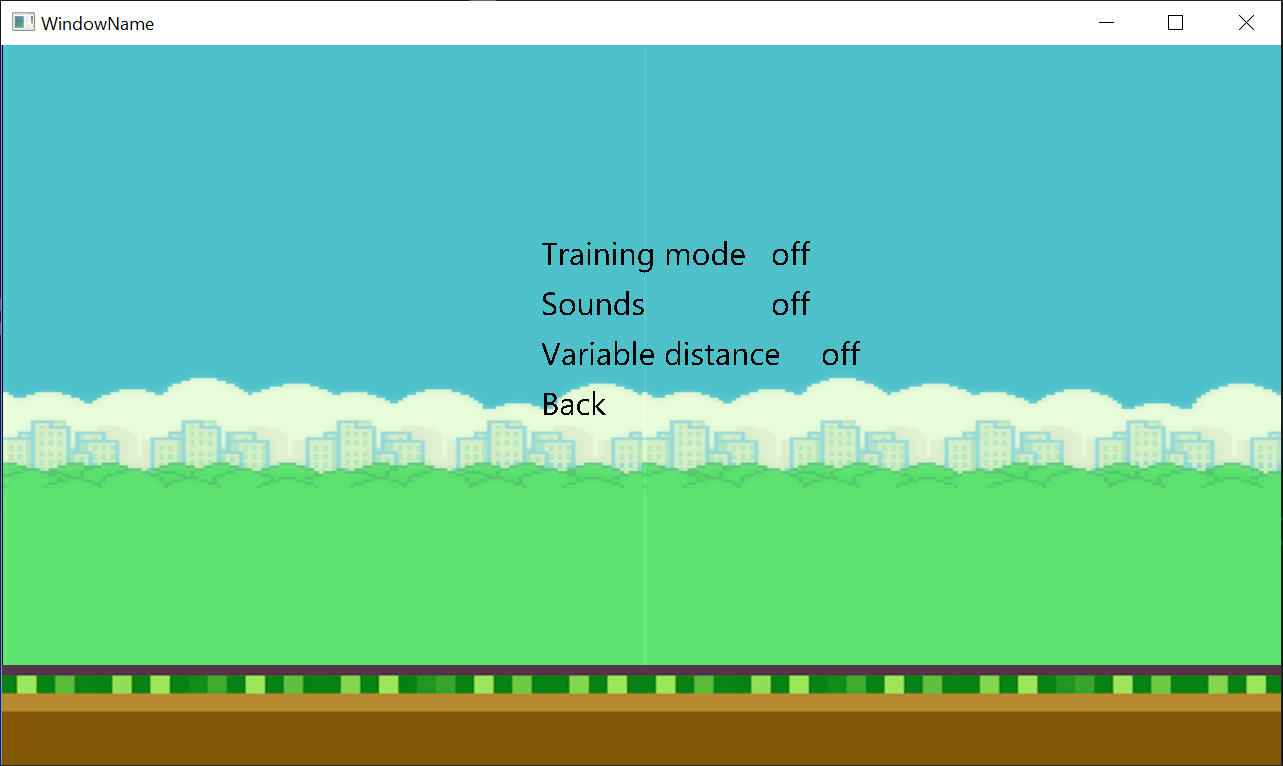 WindowName
Training mode off
Sounds off
Variable distance off
Back